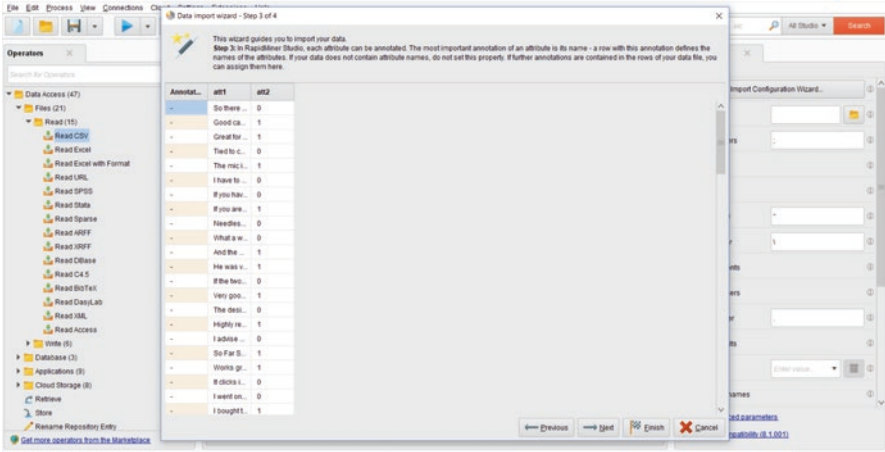 File Edit Process View Connections
Data import wizard - Step 3 of 4
This wizard guides you to import your data.
Step 3: In RapidMiner Studio, each attribute can be annotated. The most important annotation of an attribute is its name - a row with this annotation defines the
names of the attributes. If your data does not contain attribute names, do not set this property. If further annotations are contained in the rows of your data file, you
can assign them here.
All Studio
Search
Operators
Search for Operators
Data Access (47)
Files (21)
Read (15)
Read CSV
Read Excel
Read Excel with Format
Read URL
Read SPSS
Read Stata
Read Sparse
Read ARFF
Read XRFF
Read DBase
Read C4.5
Read BibTeX
Read DasyLab
Read XML
Read Access
Write (6)
Database (3)
Applications (9)
Cloud Storage (8)
Retrieve
Store
Rename Repository Entry
Get more operators from the Marketplace
Annotat... att1 att2
- So there ... 0
- Good ca... 1
- Great for ... 1
- Tied to c... 0
- The mic i... 1
- I have to ... 0
- If you hav... 0
- If you are... 1
- Needles... 0
- What a w... 0
- And the ... 1
- He was v... 1
- If the two... 0
- Very goo... 1
- The desi... 0
- Highly re... 1
- I advise ... 0
- So Far S... 1
- Works gr... 1
- It clicks i... 0
- I went on... 0
- I bought t... 1
Previous Next Finish Cancel
Import Configuration Wizard...
;
"
\
.
Enter value...
parameters
(8.1.001)